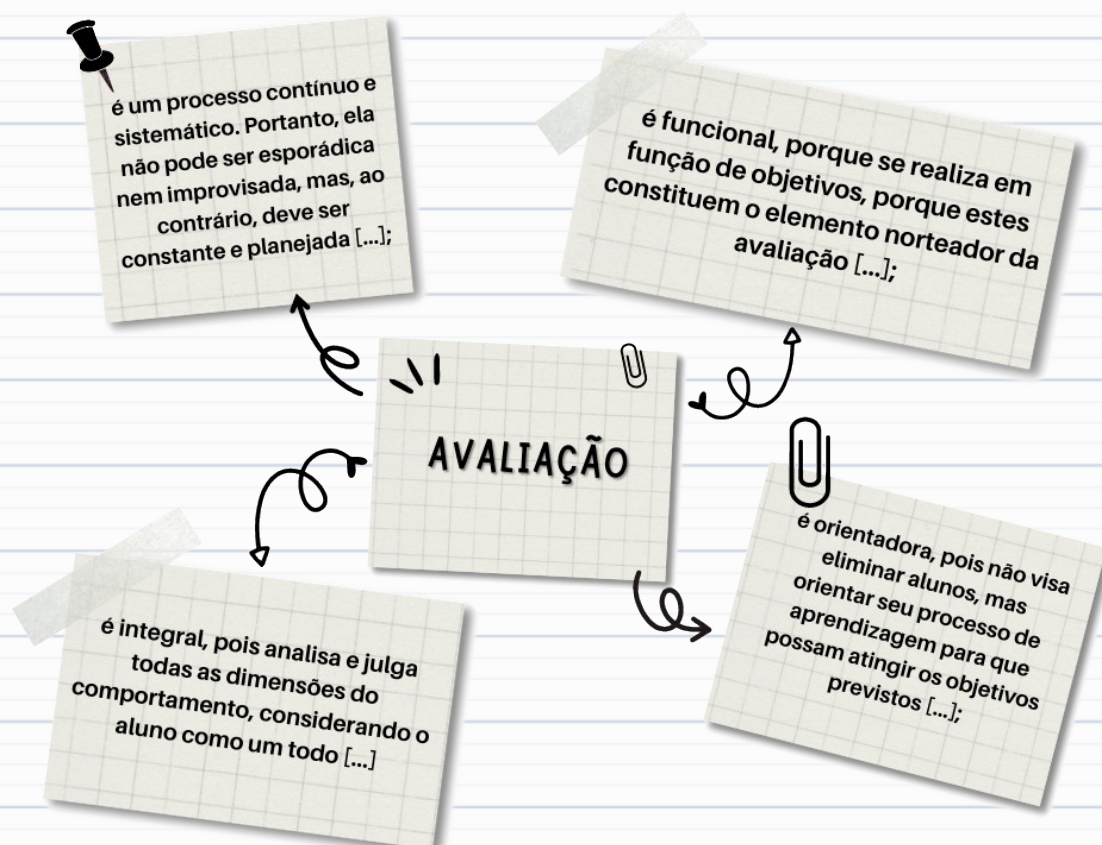 é um processo contínuo e
sistemático. Portanto, ela
não pode ser esporádica
nem improvisada, mas, ao
contrário, deve ser
constante e planejada [...];
é funcional, porque se realiza em
função de objetivos, porque estes
constituem o elemento norteador da
avaliação [...];
AVALIAÇÃO
é integral, pois analisa e julga
todas as dimensões do
comportamento, considerando o
aluno como um todo [...]
é orientadora, pois não visa
eliminar alunos, mas
orientar seu processo de
aprendizagem para que
possam atingir os objetivos
previstos [...];